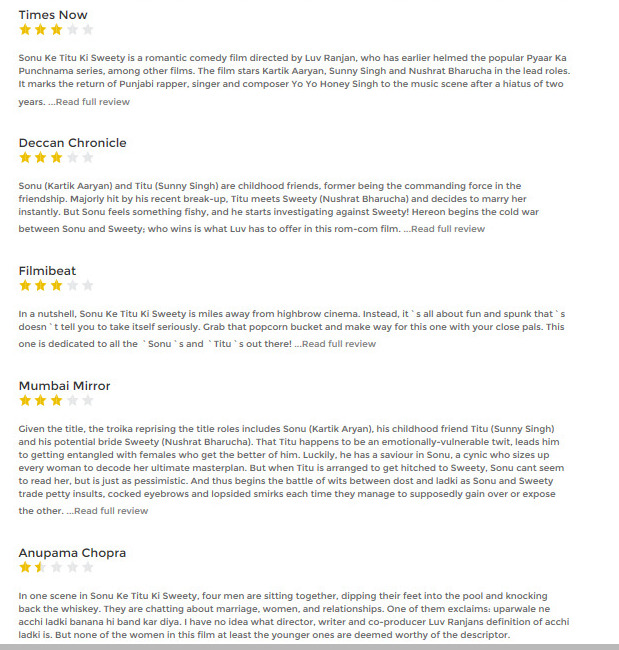 Times Now
Sonu Ke Titu Ki Sweety is a romantic comedy film directed by Luv Ranjan, who has earlier helmed the popular Pyaar Ka
Punchnama series, among other films. The film stars Kartik Aaryan, Sunny Singh and Nushrat Bharucha in the lead roles.
It marks the return of Punjabi rapper, singer and composer Yo Yo Honey Singh to the music scene after a hiatus of two
years. ...Read full review
Deccan Chronicle
Sonu (Kartik Aaryan) and Titu (Sunny Singh) are childhood friends, former being the commanding force in the
friendship. Majorly hit by his recent break-up, Titu meets Sweety (Nushrat Bharucha) and decides to marry her
instantly. But Sonu feels something fishy, and he starts investigating against Sweety! Hereon begins the cold war
between Sonu and Sweety; who wins is what Luv has to offer in this rom-com film. ...Read full review
Filmibeat
In a nutshell, Sonu Ke Titu Ki Sweety is miles away from highbrow cinema. Instead, it`s all about fun and spunk that`s
doesn`t tell you to take itself seriously. Grab that popcorn bucket and make way for this one with your close pals. This
one is dedicated to all the `Sonu`s and `Titu`s out there! ...Read full review
Mumbai Mirror
Given the title, the troika reprising the title roles includes Sonu (Kartik Aryan), his childhood friend Titu (Sunny Singh)
and his potential bride Sweety (Nushrat Bharucha). That Titu happens to be an emotionally-vulnerable twit, leads him
to getting entangled with females who get the better of him. Luckily, he has a saviour in Sonu, a cynic who sizes up
every woman to decode her ultimate masterplan. But when Titu is arranged to get hitched to Sweety, Sonu cant seem
to read her, but is just as pessimistic. And thus begins the battle of wits between dost and ladki as Sonu and Sweety
trade petty insults, cocked eyebrows and lopsided smirks each time they manage to supposedly gain over or expose
the other. ...Read full review
Anupama Chopra
In one scene in Sonu Ke Titu Ki Sweety, four men are sitting together, dipping their feet into the pool and knocking
back the whiskey. They are chatting about marriage, women, and relationships. One of them exclaims: uparwale ne
acchi ladki banana hi band kar diya. I have no idea what director, writer and co-producer Luv Ranjans definition of acchi
ladki is. But none of the women in this film at least the younger ones are deemed worthy of the descriptor.